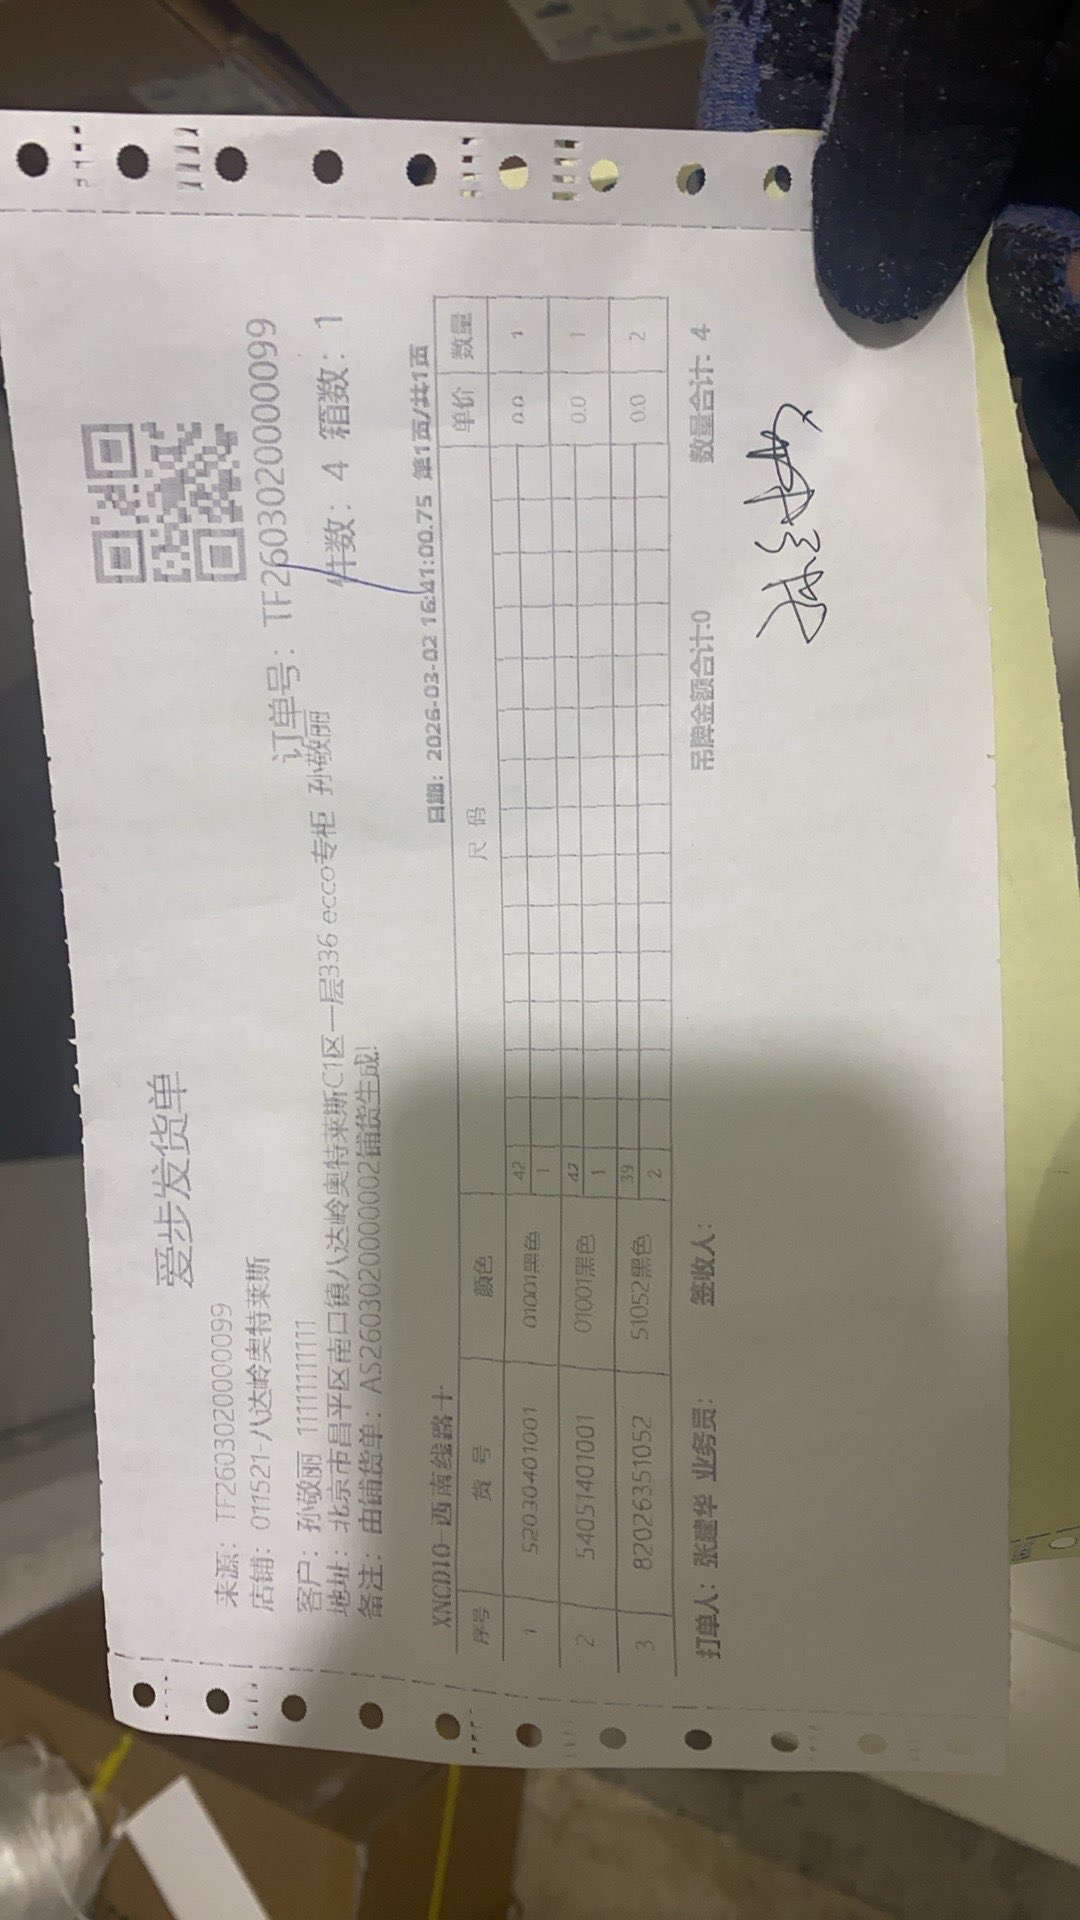 爱步发货单
来源：TF26030200000099
订单号：TF26030200000099
店铺：011521-八达岭奥特莱斯
件数：4 箱数：1
客户：孙敬丽 11111111111
地址：北京市昌平区南口镇八达岭奥特莱斯C1区一层336 ecco专柜 孙敬丽
备注：由铺货单：AS26030200000002铺货生成!
XNCD10-西南线路十 日期：2026-03-02 16:41:00.75 第1页/共1页
序号 货 号 颜色 尺 码 单价 数量
1 52030401001 01001黑色 42 0.0 1
1
2 54051401001 01001黑色 42 0.0 1
1
3 82026351052 51052黑色 39 0.0 2
2
打单人：张建华 业务员： 签收人： 吊牌金额合计:0 数量合计: 4